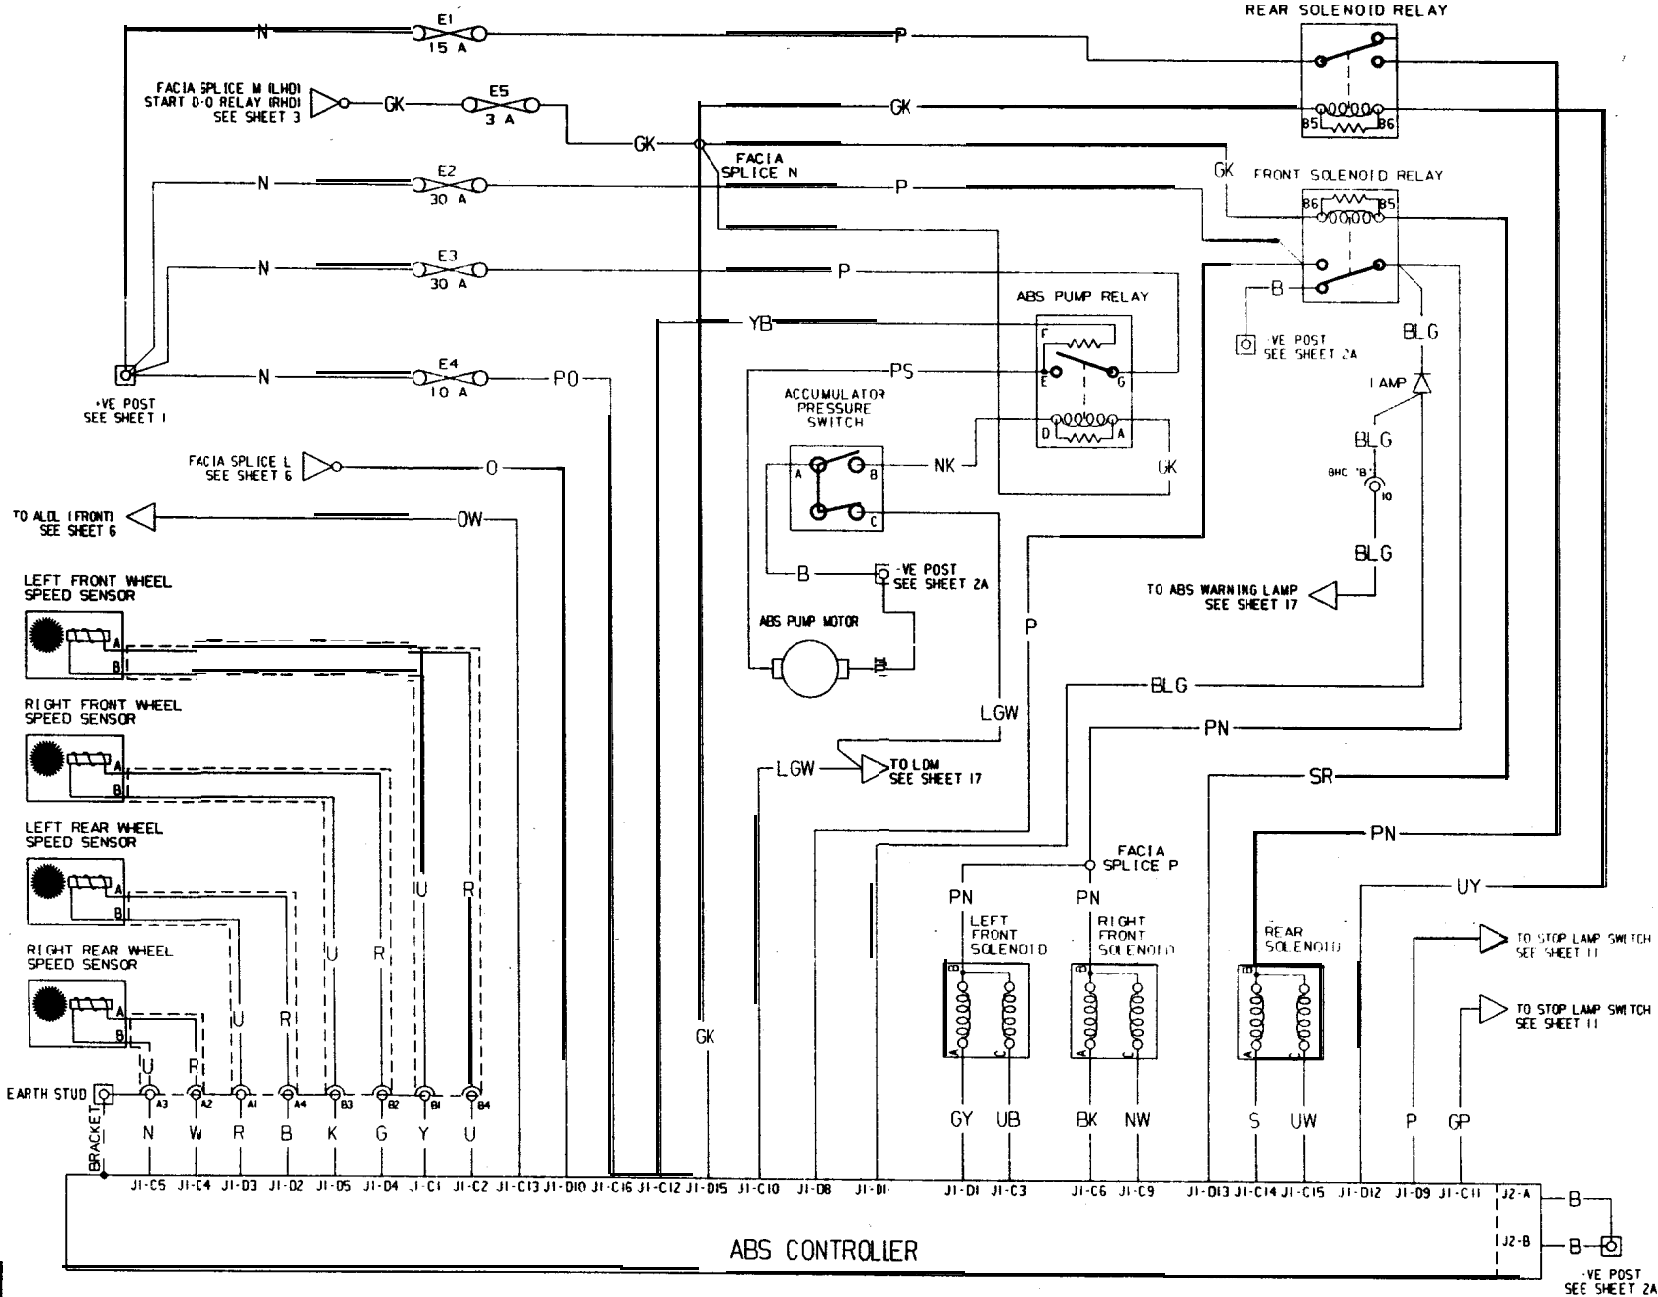 REAR SOLENOID RELAY
E1
N
15 A
P
FACIA SPLICE M (LHD)
START D·O RELAY (RHD)
SEE SHEET 3
GK
E5
3 A
GK
B5
B6
GK
FACIA
SPLICE N
GK
FRONT SOLENOID RELAY
E2
N
30 A
P
B6
B5
E3
N
30 A
P
B
ABS PUMP RELAY
-VE POST
SEE SHEET 2A
BLG
YB
F
E4
N
10 A
PO
PS
E
G
1 AMP
+VE POST
SEE SHEET 1
ACCUMULATOR
PRESSURE
SWITCH
D
A
BLG
FACIA SPLICE L
SEE SHEET 6
O
A
B
NK
GK
BHC "B"
10
TO ALDL (FRONT)
SEE SHEET 6
OW
C
BLG
LEFT FRONT WHEEL
SPEED SENSOR
B
-VE POST
SEE SHEET 2A
TO ABS WARNING LAMP
SEE SHEET 17
A
B
ABS PUMP MOTOR
P
BLG
RIGHT FRONT WHEEL
SPEED SENSOR
LGW
PN
A
B
LGW
TO LDM
SEE SHEET 17
SR
LEFT REAR WHEEL
SPEED SENSOR
PN
A
B
U
R
FACIA
SPLICE P
UY
PN
PN
RIGHT REAR WHEEL
SPEED SENSOR
U
R
LEFT
FRONT
SOLENOID
RIGHT
FRONT
SOLENOID
REAR
SOLENOID
TO STOP LAMP SWITCH
SEE SHEET 11
A
B
U
R
B
B
B
TO STOP LAMP SWITCH
SEE SHEET 11
GK
A
C
A
C
A
C
U
R
EARTH STUD
A3
A2
A1
A4
B3
B2
B1
B4
BRACKET
N
W
R
B
K
G
Y
U
GY
UB
BK
NW
S
UW
P
GP
J1-C5
J1-C4
J1-D3
J1-D2
J1-D5
J1-D4
J1-C1
J1-C2
J1-C13
J1-D10
J1-C16
J1-C12
J1-D15
J1-C10
J1-D8
J1-D1
J1-C3
J1-C6
J1-C9
J1-D13
J1-C14
J1-C15
J1-D12
J1-D9
J1-C11
J2-A
B
J2-B
B
ABS CONTROLLER
-VE POST
SEE SHEET 2A